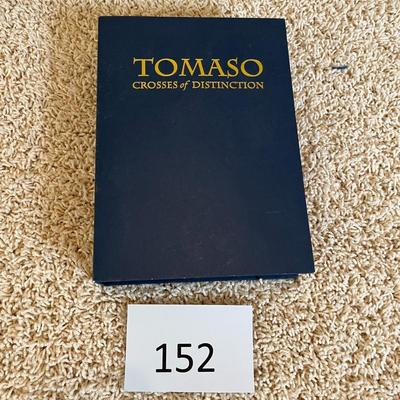 TOMASO
CROSSES of DISTINCTION
152